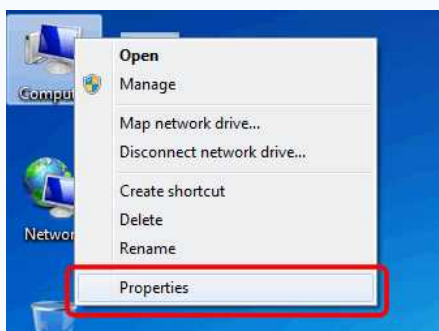 Open
Manage
Map network drive...
Disconnect network drive...
Create shortcut
Delete
Rename
Properties